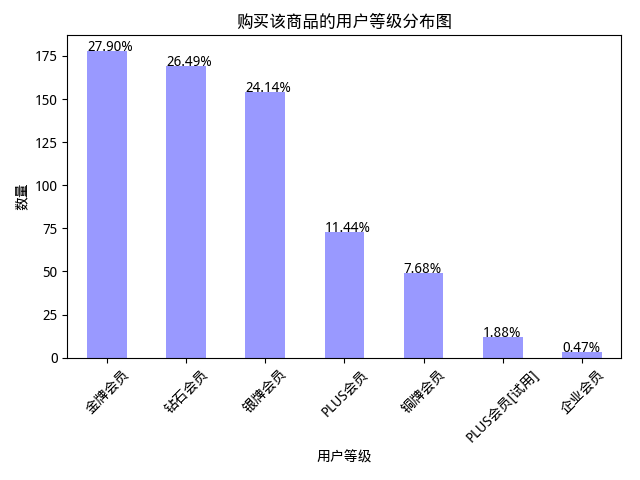 购买该商品的用户等级分布图
27.90%
26.49%
24.14%
11.44%
7.68%
1.88%
0.47%
175
150
125
100
75
50
25
0
数量
金牌会员
钻石会员
银牌会员
PLUS会员
铜牌会员
PLUS会员[试用]
企业会员
用户等级